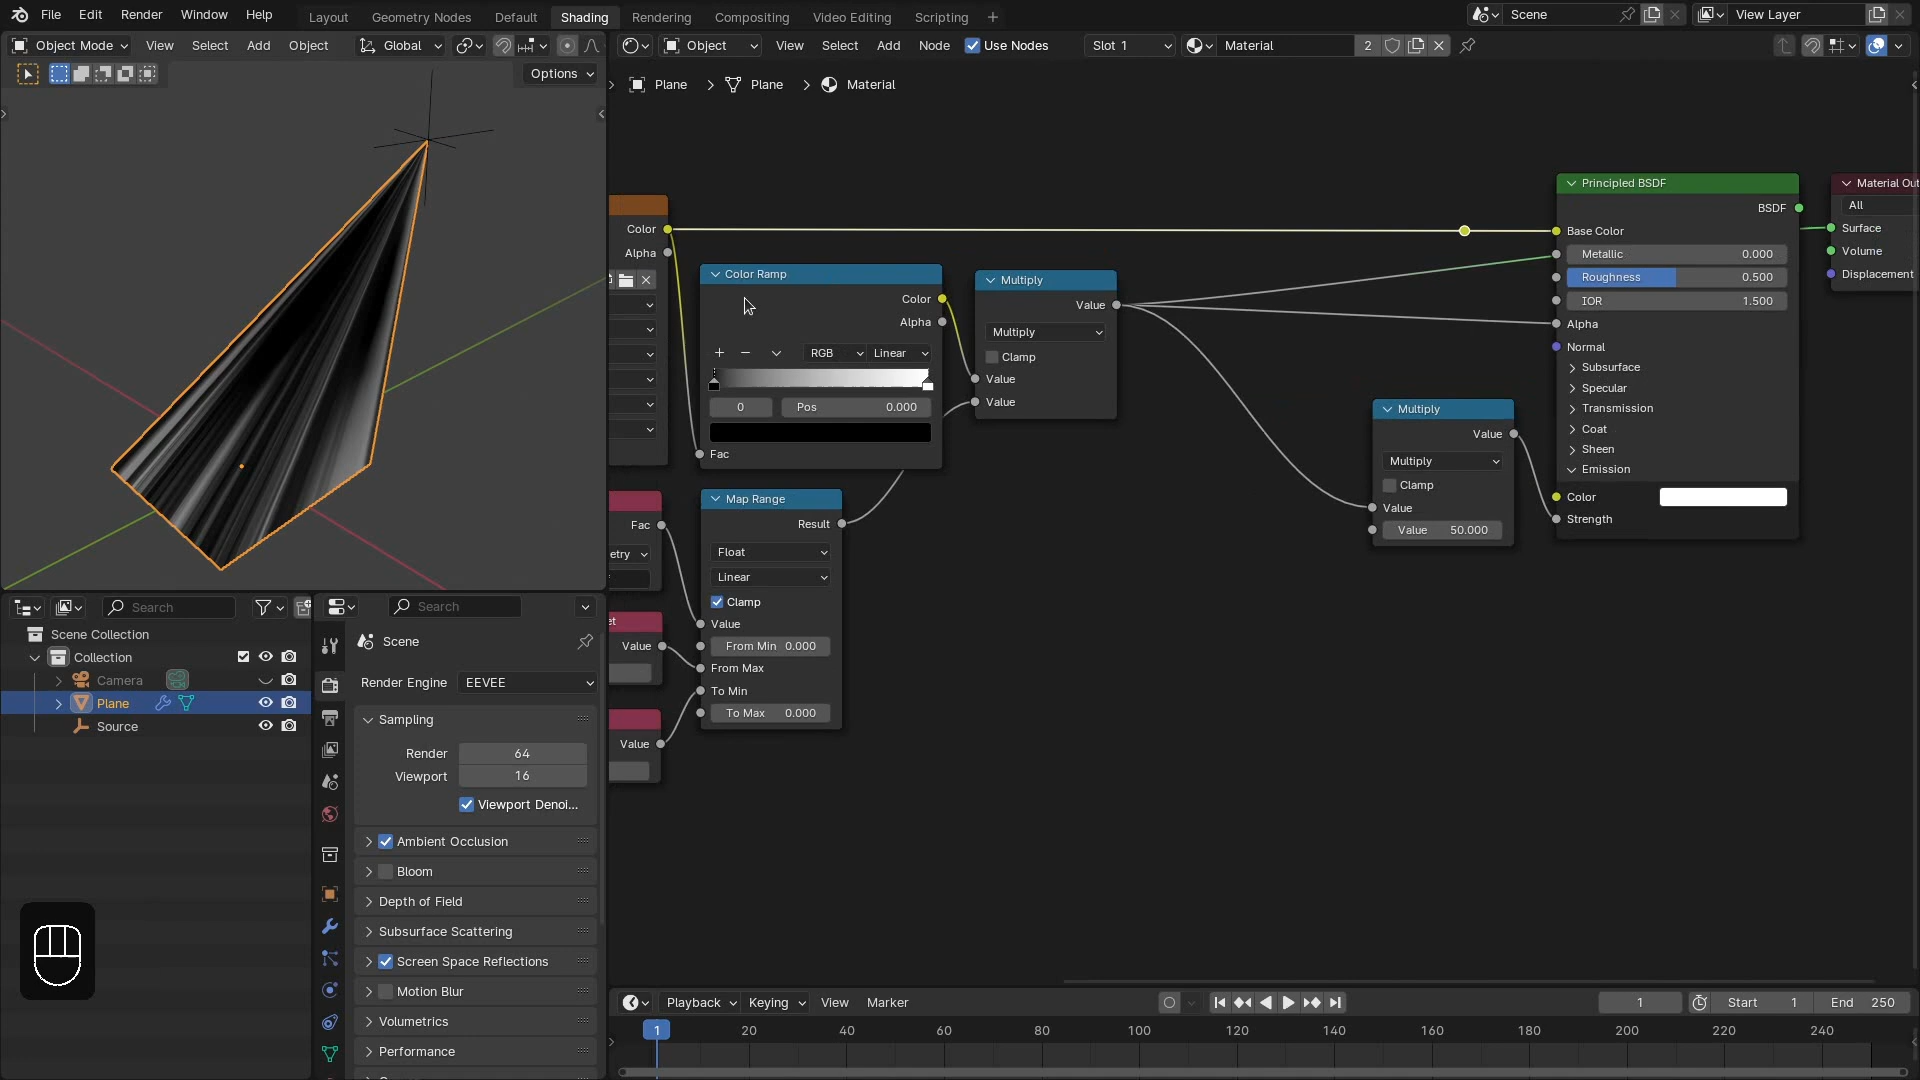 File Edit Render Window Help Layout Geometry Nodes Default Shading Rendering Compositing Video Editing Scripting + Scene View Layer
Object Mode View Select Add Object Global
Options
Object View Select Add Node Use Nodes Slot 1 Material 2
Plane > Plane > Material
Color
Alpha
Color Ramp
Color
Alpha
RGB Linear
0 Pos 0.000
Fac
Multiply
Value
Multiply
Clamp
Value
Value
Map Range
Result
Float
Linear
Clamp
Value
From Min 0.000
From Max
To Min
To Max 0.000
Fac
etry
et
Value
Value
Multiply
Value
Multiply
Clamp
Value
Value 50.000
Principled BSDF
BSDF
Base Color
Metallic 0.000
Roughness 0.500
IOR 1.500
Alpha
Normal
Subsurface
Specular
Transmission
Coat
Sheen
Emission
Color
Strength
Material Out
All
Surface
Volume
Displacement
Search
Scene Collection
Collection
Camera
Plane
Source
Search
Scene
Render Engine EEVEE
Sampling
Render 64
Viewport 16
Viewport Denoi...
Ambient Occlusion
Bloom
Depth of Field
Subsurface Scattering
Screen Space Reflections
Motion Blur
Volumetrics
Performance
Playback Keying View Marker 1 Start 1 End 250
1 20 40 60 80 100 120 140 160 180 200 220 240